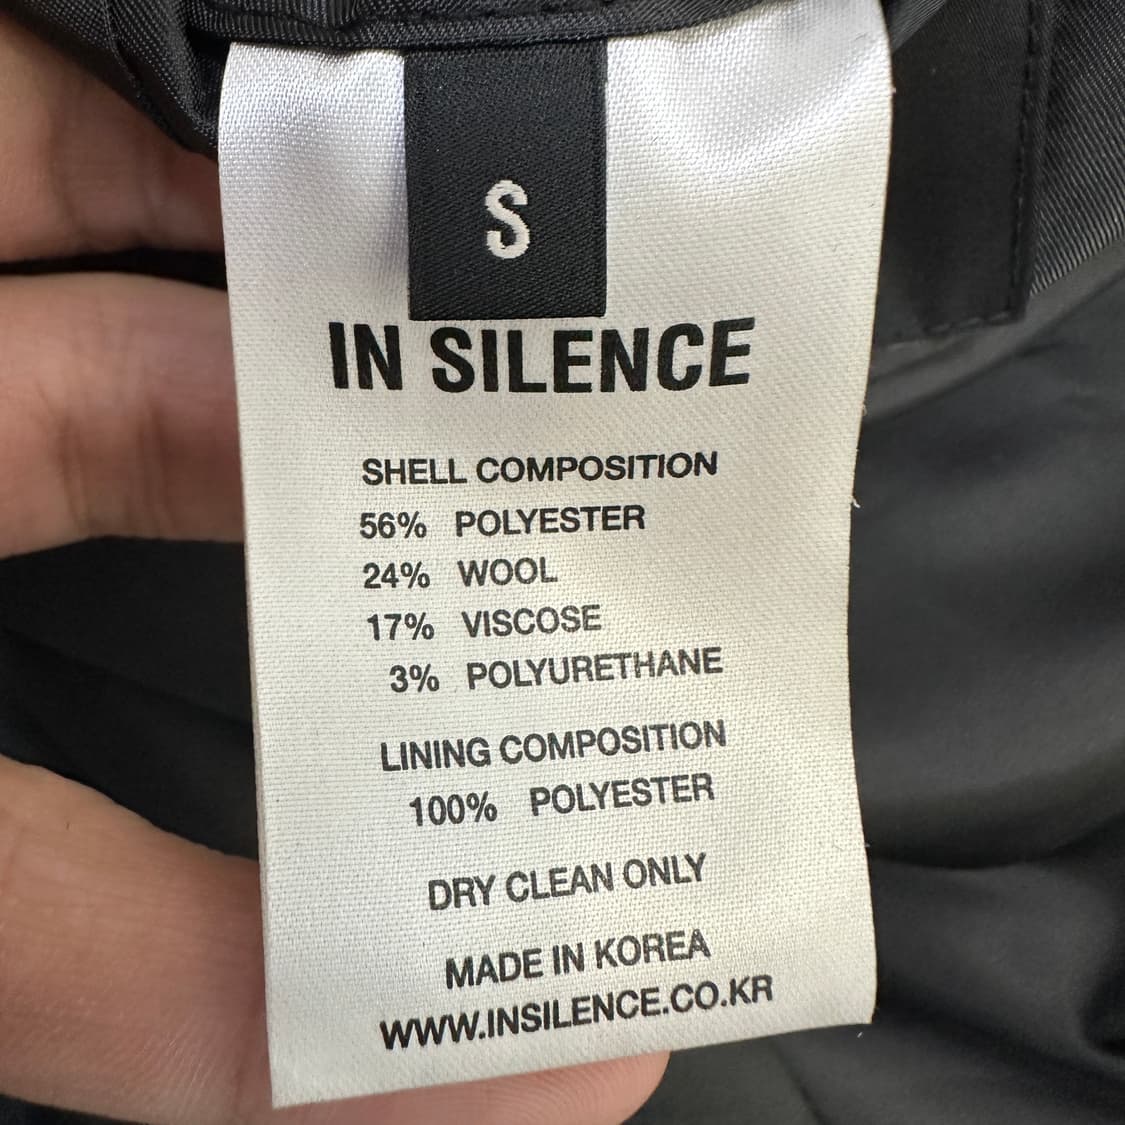 S
IN SILENCE
SHELL COMPOSITION
56% POLYESTER
24% WOOL
17% VISCOSE
3% POLYURETHANE
LINING COMPOSITION
100% POLYESTER
DRY CLEAN ONLY
MADE IN KOREA
WWW.INSILENCE.CO.KR